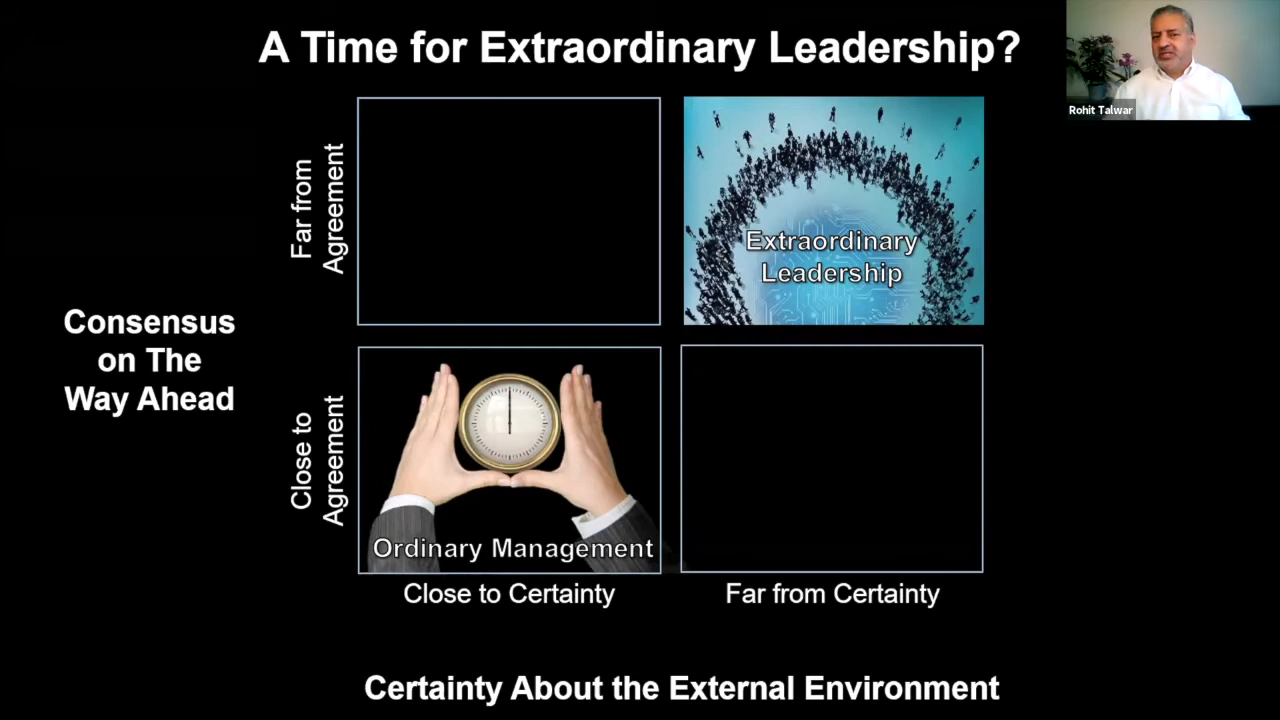 A Time for Extraordinary Leadership?
Rohit Talwar
Far from
Agreement
Extraordinary
Leadership
Consensus
on The
Way Ahead
Close to
Agreement
Ordinary Management
Close to Certainty
Far from Certainty
Certainty About the External Environment